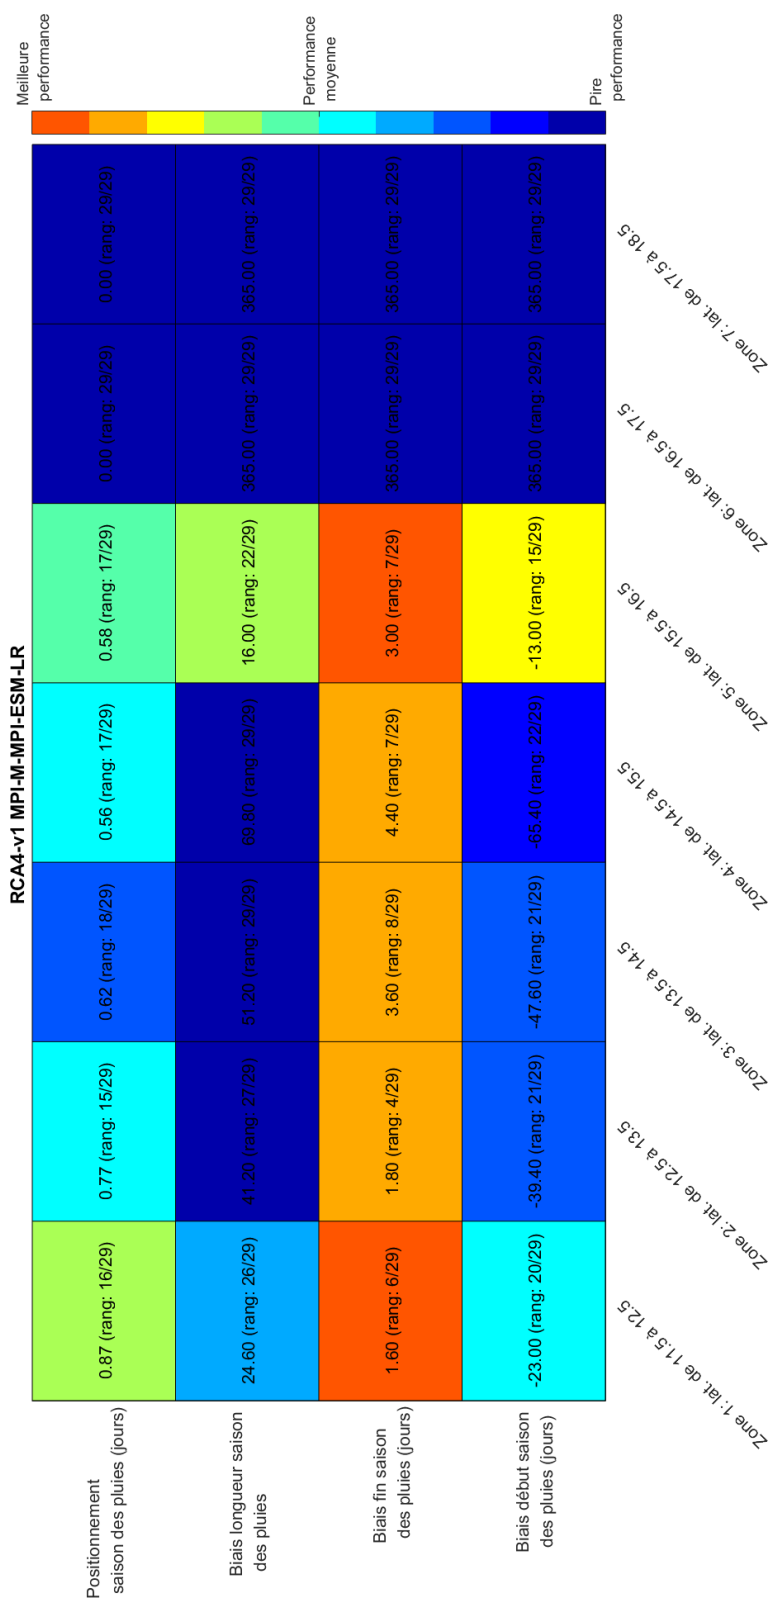 RCA4-v1 MPI-M-MPI-ESM-LR
Positionnement
saison des pluies (jours)
0.87 (rang: 16/29)
0.77 (rang: 15/29)
0.62 (rang: 18/29)
0.56 (rang: 17/29)
0.58 (rang: 17/29)
0.00 (rang: 29/29)
0.00 (rang: 29/29)
Biais longueur saison
des pluies
24.60 (rang: 26/29)
41.20 (rang: 27/29)
51.20 (rang: 29/29)
69.80 (rang: 29/29)
16.00 (rang: 22/29)
365.00 (rang: 29/29)
365.00 (rang: 29/29)
Biais fin saison
des pluies (jours)
1.60 (rang: 6/29)
1.80 (rang: 4/29)
3.60 (rang: 8/29)
4.40 (rang: 7/29)
3.00 (rang: 7/29)
365.00 (rang: 29/29)
365.00 (rang: 29/29)
Biais début saison
des pluies (jours)
-23.00 (rang: 20/29)
-39.40 (rang: 21/29)
-47.60 (rang: 21/29)
-65.40 (rang: 22/29)
-13.00 (rang: 15/29)
365.00 (rang: 29/29)
365.00 (rang: 29/29)
Zone 1: lat. de 11.5 à 12.5
Zone 2: lat. de 12.5 à 13.5
Zone 3: lat. de 13.5 à 14.5
Zone 4: lat. de 14.5 à 15.5
Zone 5: lat. de 15.5 à 16.5
Zone 6: lat. de 16.5 à 17.5
Zone 7: lat. de 17.5 à 18.5
Meilleure
performance
Performance
moyenne
Pire
performance